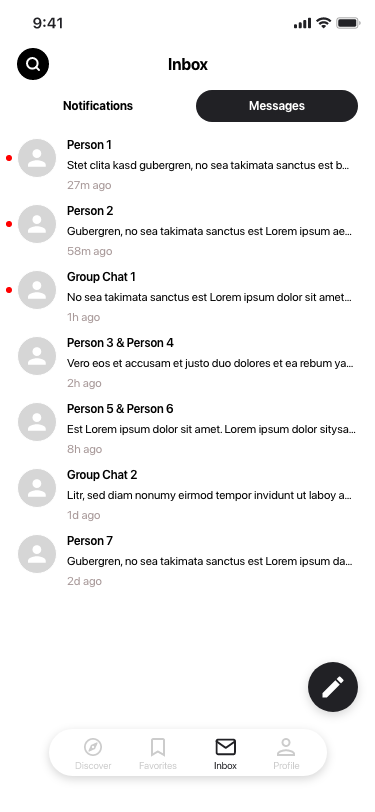 9:41
Inbox
Notifications
Messages
Person 1
Stet clita kasd gubergren, no sea takimata sanctus est b...
27m ago
Person 2
Gubergren, no sea takimata sanctus est Lorem ipsum ae...
58m ago
Group Chat 1
No sea takimata sanctus est Lorem ipsum dolor sit amet...
1h ago
Person 3 & Person 4
Vero eos et accusam et justo duo dolores et ea rebum ya...
2h ago
Person 5 & Person 6
Est Lorem ipsum dolor sit amet. Lorem ipsum dolor sitysa...
8h ago
Group Chat 2
Litr, sed diam nonumy eirmod tempor invidunt ut laboy a...
1d ago
Person 7
Gubergren, no sea takimata sanctus est Lorem ipsum da...
2d ago
Discover
Favorites
Inbox
Profile